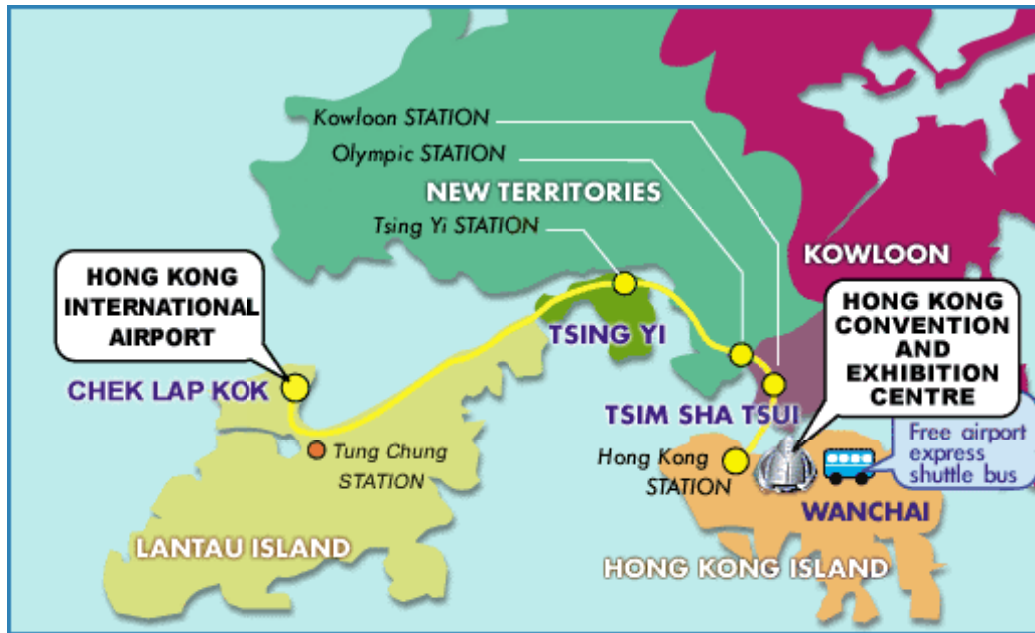 Kowloon STATION
Olympic STATION
NEW TERRITORIES
Tsing Yi STATION
KOWLOON
HONG KONG
INTERNATIONAL
AIRPORT
HONG KONG
CONVENTION
AND
EXHIBITION
CENTRE
TSING YI
CHEK LAP KOK
TSIM SHA TSUI
Free airport
express
shuttle bus
Tung Chung
STATION
Hong Kong
STATION
WANCHAI
LANTAU ISLAND
HONG KONG ISLAND